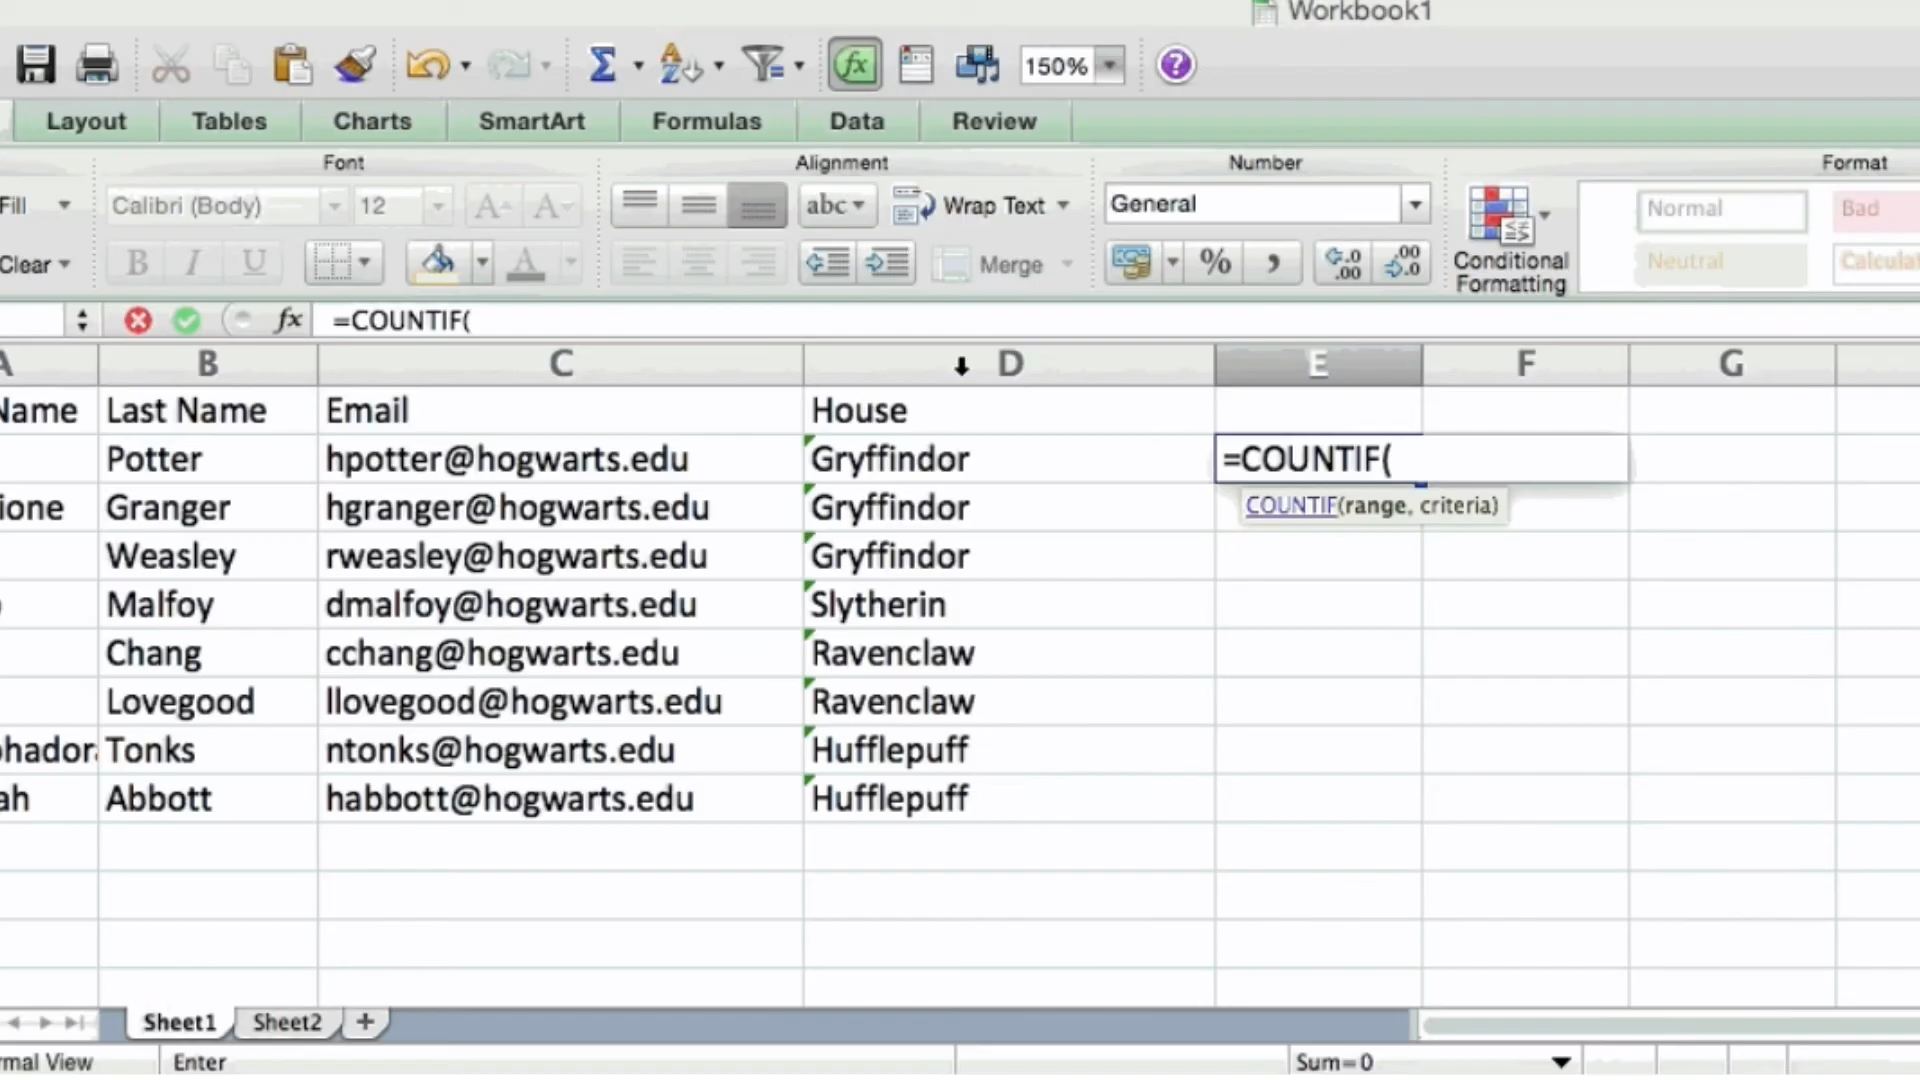 Workbook1
150%
Layout Tables Charts SmartArt Formulas Data Review
Font Alignment Number Format
Fill Calibri (Body) 12 A A abc Wrap Text General Normal Bad
Clear B I U A Merge % Conditional Formatting Neutral
fx =COUNTIF(
A B C D E F G
Name Last Name Email House
Potter hpotter@hogwarts.edu Gryffindor =COUNTIF(
COUNTIF(range, criteria)
ione Granger hgranger@hogwarts.edu Gryffindor
Weasley rweasley@hogwarts.edu Gryffindor
Malfoy dmalfoy@hogwarts.edu Slytherin
Chang cchang@hogwarts.edu Ravenclaw
Lovegood llovegood@hogwarts.edu Ravenclaw
phador Tonks ntonks@hogwarts.edu Hufflepuff
ah Abbott habbott@hogwarts.edu Hufflepuff
Sheet1 Sheet2 +
rmal View Enter Sum=0